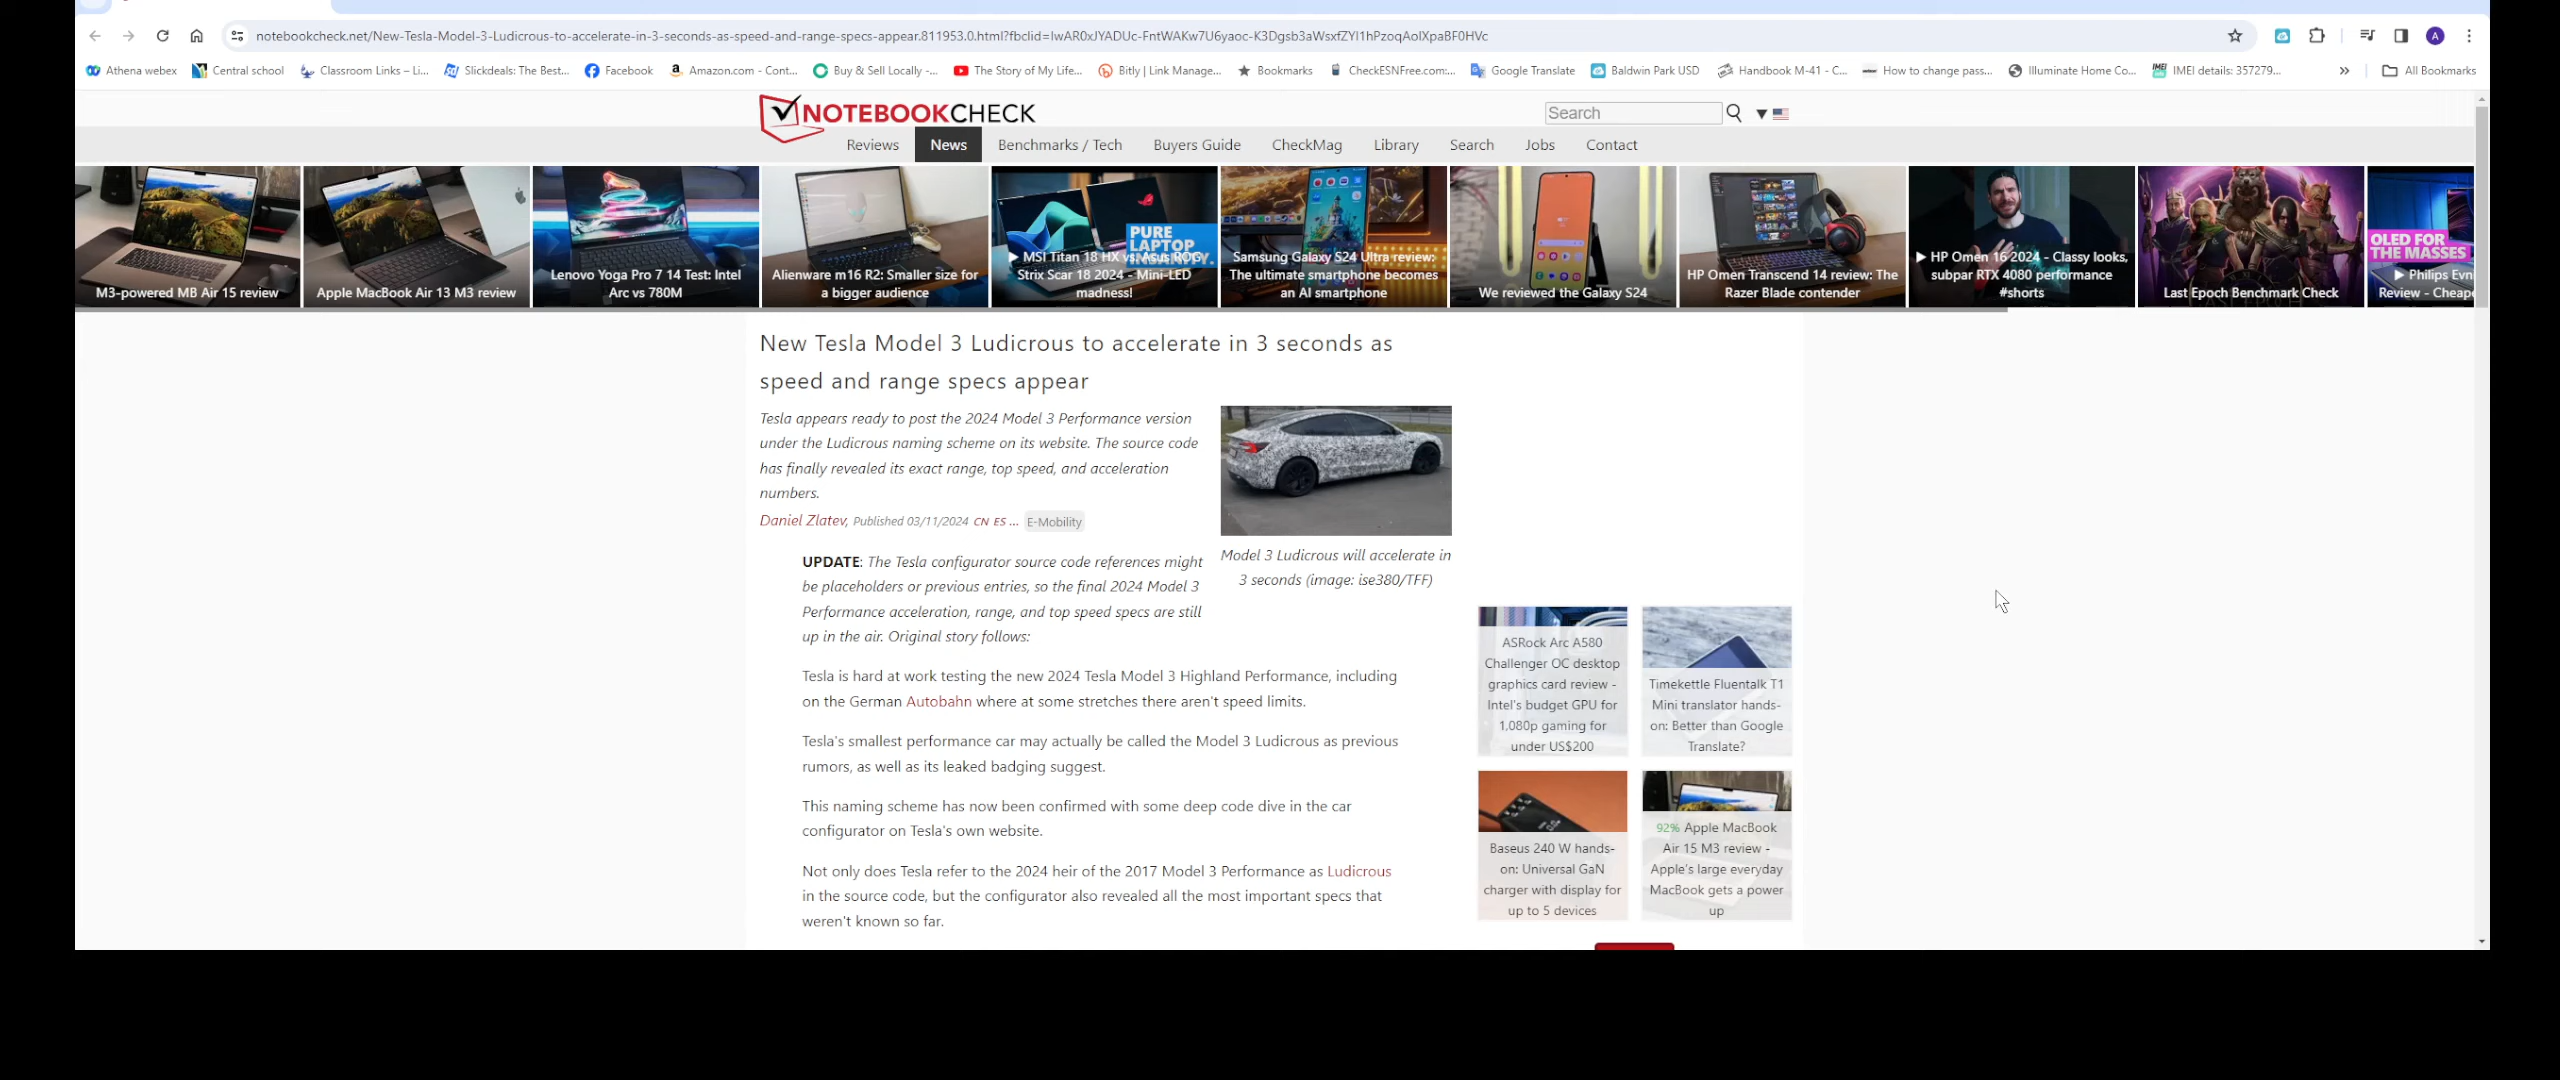 notebookcheck.net/New-Tesla-Model-3-Ludicrous-to-accelerate-in-3-seconds-as-speed-and-range-specs-appear.811953.0.html?fbclid=IwAR0xJYADUc-FntWAKw7U6yaoc-K3Dgsb3aWsxfZYl1hPzoqAolXpaBF0HVc
A
Athena webex
Central school
Classroom Links – Li...
Slickdeals: The Best...
Facebook
Amazon.com - Cont...
Buy & Sell Locally -...
The Story of My Life...
Bitly | Link Manage...
Bookmarks
CheckESNFree.com:...
Google Translate
Baldwin Park USD
Handbook M-41 - C...
How to change pass...
Illuminate Home Co...
IMEI details: 357279...
All Bookmarks
NOTEBOOKCHECK
Search
Reviews
News
Benchmarks / Tech
Buyers Guide
CheckMag
Library
Search
Jobs
Contact
M3-powered MB Air 15 review
Apple MacBook Air 13 M3 review
Lenovo Yoga Pro 7 14 Test: Intel
Arc vs 780M
Alienware m16 R2: Smaller size for
a bigger audience
PURE
LAPTOP
INSANITY.
▶ MSI Titan 18 HX vs. Asus ROG
Strix Scar 18 2024 - Mini-LED
madness!
Samsung Galaxy S24 Ultra review:
The ultimate smartphone becomes
an AI smartphone
We reviewed the Galaxy S24
HP Omen Transcend 14 review: The
Razer Blade contender
▶ HP Omen 16 2024 - Classy looks,
subpar RTX 4080 performance
#shorts
Last Epoch Benchmark Check
OLED FOR
THE MASSES
▶ Philips Evni
Review - Cheape
New Tesla Model 3 Ludicrous to accelerate in 3 seconds as
speed and range specs appear
Tesla appears ready to post the 2024 Model 3 Performance version
under the Ludicrous naming scheme on its website. The source code
has finally revealed its exact range, top speed, and acceleration
numbers.
Daniel Zlatev, Published 03/11/2024 CN ES ... E-Mobility
Model 3 Ludicrous will accelerate in
3 seconds (image: ise380/TFF)
UPDATE: The Tesla configurator source code references might
be placeholders or previous entries, so the final 2024 Model 3
Performance acceleration, range, and top speed specs are still
up in the air. Original story follows:
Tesla is hard at work testing the new 2024 Tesla Model 3 Highland Performance, including
on the German Autobahn where at some stretches there aren't speed limits.
Tesla's smallest performance car may actually be called the Model 3 Ludicrous as previous
rumors, as well as its leaked badging suggest.
This naming scheme has now been confirmed with some deep code dive in the car
configurator on Tesla's own website.
Not only does Tesla refer to the 2024 heir of the 2017 Model 3 Performance as Ludicrous
in the source code, but the configurator also revealed all the most important specs that
weren't known so far.
ASRock Arc A580
Challenger OC desktop
graphics card review -
Intel's budget GPU for
1,080p gaming for
under US$200
Timekettle Fluentalk T1
Mini translator hands-
on: Better than Google
Translate?
Baseus 240 W hands-
on: Universal GaN
charger with display for
up to 5 devices
92% Apple MacBook
Air 15 M3 review -
Apple's large everyday
MacBook gets a power
up